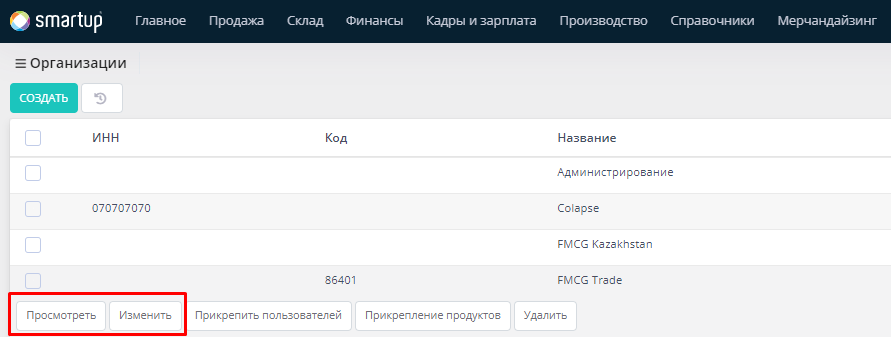 smartup Главное Продажа Склад Финансы Кадры и зарплата Производство Справочники Мерчандайзинг
Организации
СОЗДАТЬ
ИНН Код Название
Администрирование
070707070 Colapse
FMCG Kazakhstan
86401 FMCG Trade
Просмотреть Изменить Прикрепить пользователей Прикрепление продуктов Удалить